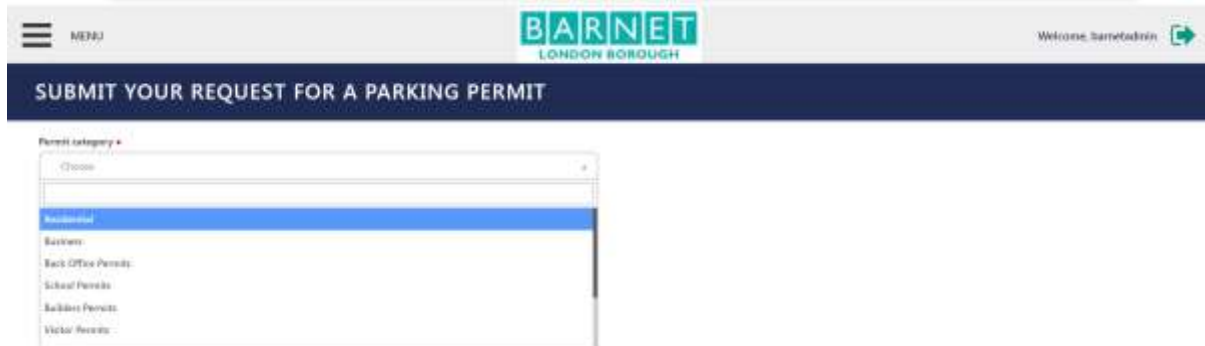 MENU
BARNET
LONDON BOROUGH
Welcome, barnetadmin
SUBMIT YOUR REQUEST FOR A PARKING PERMIT
Permit category *
Choose
Residential
Business
Back Office Permits
School Permits
Builders Permits
Visitor Permits